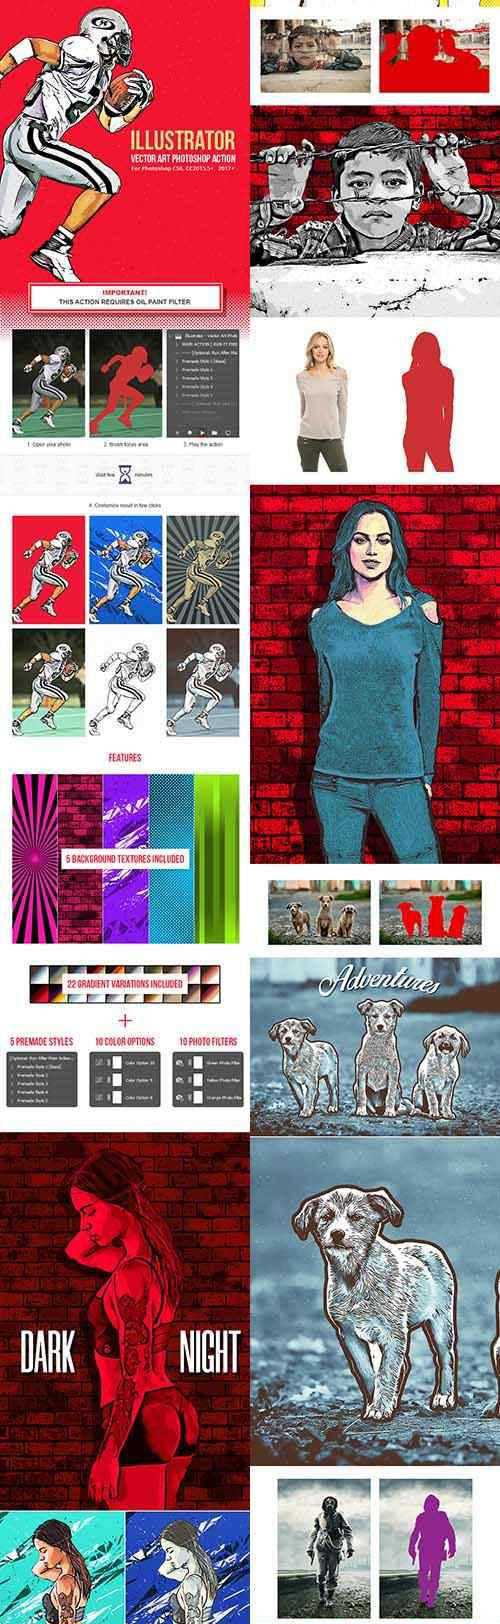 ILLUSTRATOR
VECTOR ART PHOTOSHOP ACTION
For Photoshop CS6, CC2015.5+ 2017+
IMPORTANT!
THIS ACTION REQUIRES OIL PAINT FILTER
1. Open your photo
2. Brush focus area
3. Play the action
Wait few
minutes
4. Customize result in few clicks
FEATURES
5 BACKGROUND TEXTURES INCLUDED
22 GRADIENT VARIATIONS INCLUDED
+
5 PREMADE STYLES
10 COLOR OPTIONS
10 PHOTO FILTERS
Premade Style 1 (Base)
Premade Style 2
Premade Style 3
Premade Style 4
Premade Style 5
Color Option 10
Color Option 9
Color Option 8
Green Photo Filter
Yellow Photo Filter
Orange Photo Filter
DARK NIGHT
Adventures